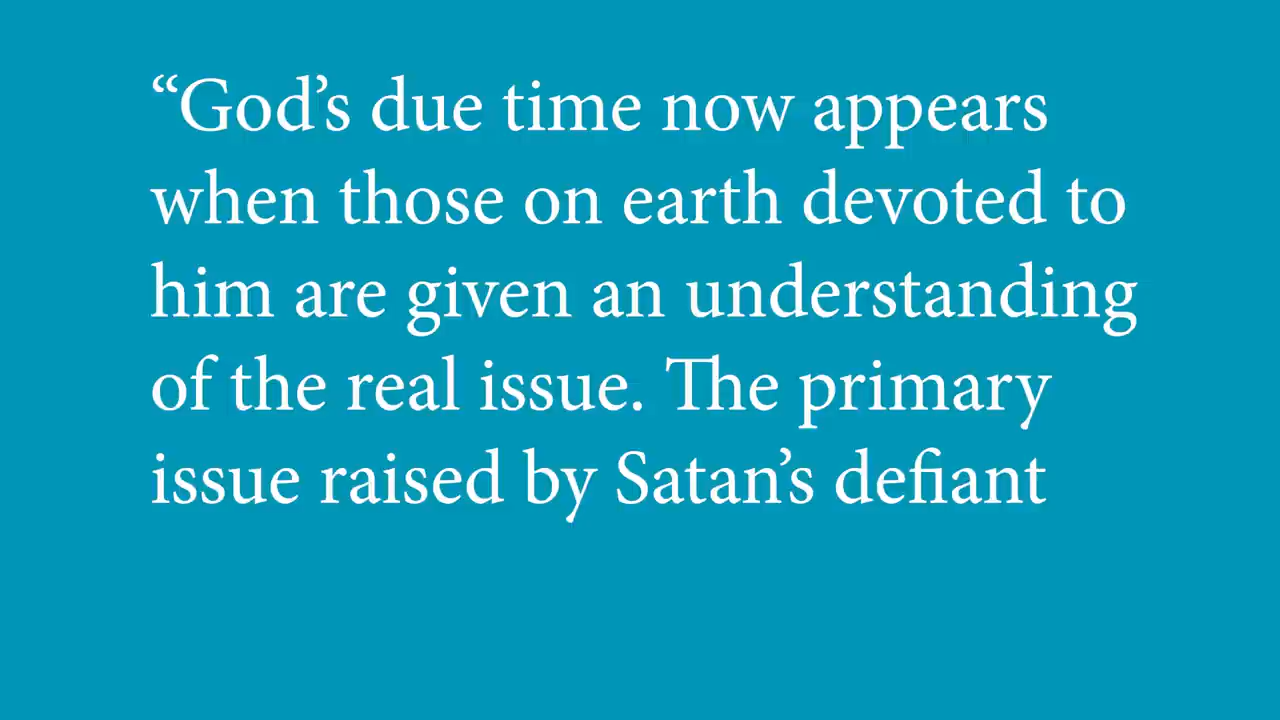 “God’s due time now appears
when those on earth devoted to
him are given an understanding
of the real issue. The primary
issue raised by Satan’s defiant